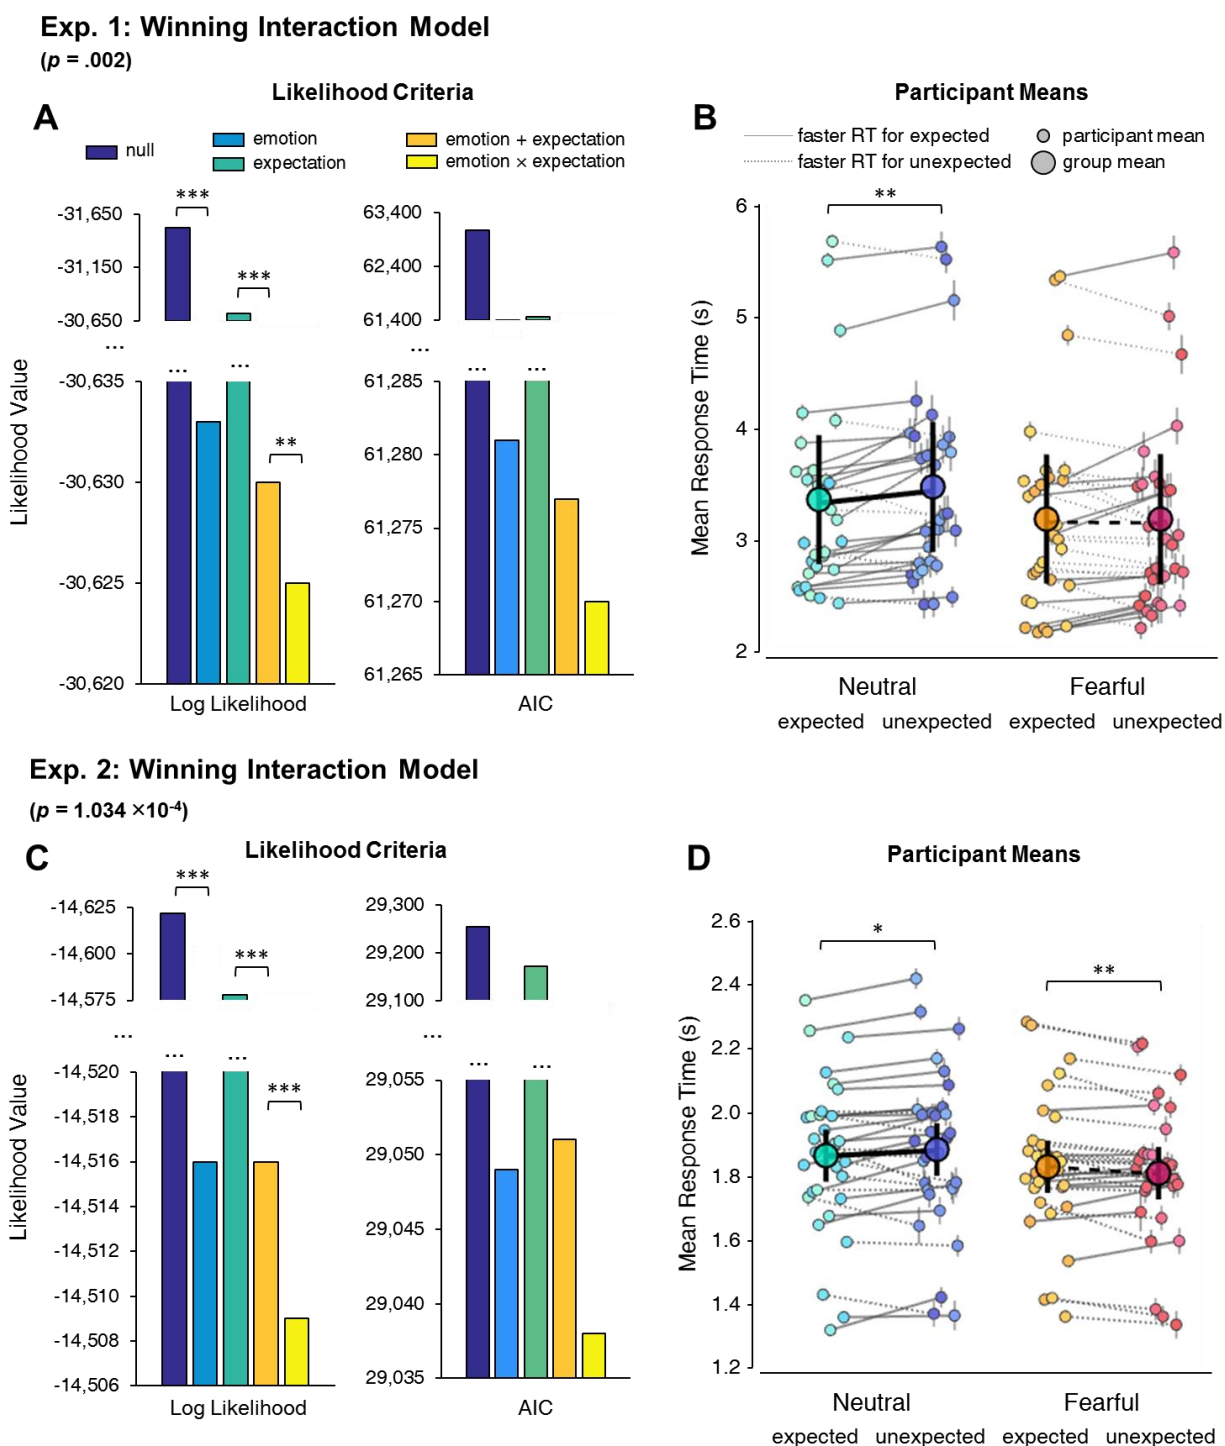 Exp. 1: Winning Interaction Model
(p = .002)
Likelihood Criteria
A
null
emotion
expectation
emotion + expectation
emotion × expectation
***
***
**
-31,650
-31,150
-30,650
...
-30,635
-30,630
-30,625
-30,620
... ...
Likelihood Value
Log Likelihood
63,400
62,400
61,400
...
61,285
61,280
61,275
61,270
61,265
... ...
AIC
Participant Means
B
faster RT for expected
faster RT for unexpected
participant mean
group mean
**
6
5
4
3
2
Mean Response Time (s)
Neutral Fearful
expected unexpected expected unexpected
Exp. 2: Winning Interaction Model
(p = 1.034 ×10-4)
Likelihood Criteria
C
***
***
***
-14,625
-14,600
-14,575
...
-14,520
-14,518
-14,516
-14,514
-14,512
-14,510
-14,508
-14,506
... ...
Likelihood Value
Log Likelihood
29,300
29,200
29,100
...
29,055
29,050
29,045
29,040
29,035
... ...
AIC
D
Participant Means
*
**
2.6
2.4
2.2
2.0
1.8
1.6
1.4
1.2
Mean Response Time (s)
Neutral Fearful
expected unexpected expected unexpected